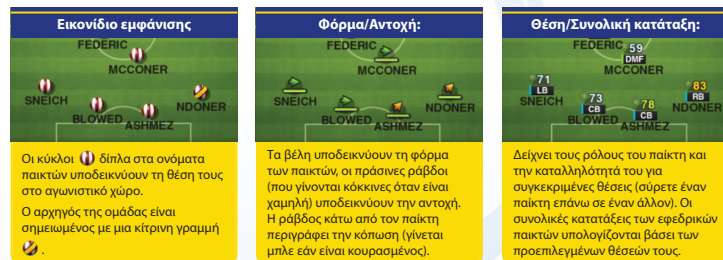 Εικονίδιο εμφάνισης
FEDERIC
MCCONER
SNEICH
NDONER
BLOWED
ASHMEZ
Οι κύκλοι δίπλα στα ονόματα
παικτών υποδεικνύουν τη θέση τους
στο αγωνιστικό χώρο.
Ο αρχηγός της ομάδας είναι
σημειωμένος με μια κίτρινη γραμμή
.
Φόρμα/Αντοχή:
FEDERIC
MCCONER
SNEICH
NDONER
BLOWED
ASHMEZ
Τα βέλη υποδεικνύουν τη φόρμα
των παικτών, οι πράσινες ράβδοι
(που γίνονται κόκκινες όταν είναι
χαμηλή) υποδεικνύουν την αντοχή.
Η ράβδος κάτω από τον παίκτη
περιγράφει την κόπωση (γίνεται
μπλε εάν είναι κουρασμένος).
Θέση/Συνολική κατάταξη:
FEDERIC
59
DMF
MCCONER
71
LB
SNEICH
83
RB
NDONER
73
CB
BLOWED
78
CB
ASHMEZ
Δείχνει τους ρόλους του παίκτη και
την καταλληλότητά του για
συγκεκριμένες θέσεις (σύρετε έναν
παίκτη επάνω σε έναν άλλον). Οι
συνολικές κατατάξεις των εφεδρικών
παικτών υπολογίζονται βάσει των
προεπιλεγμένων θέσεών τους.